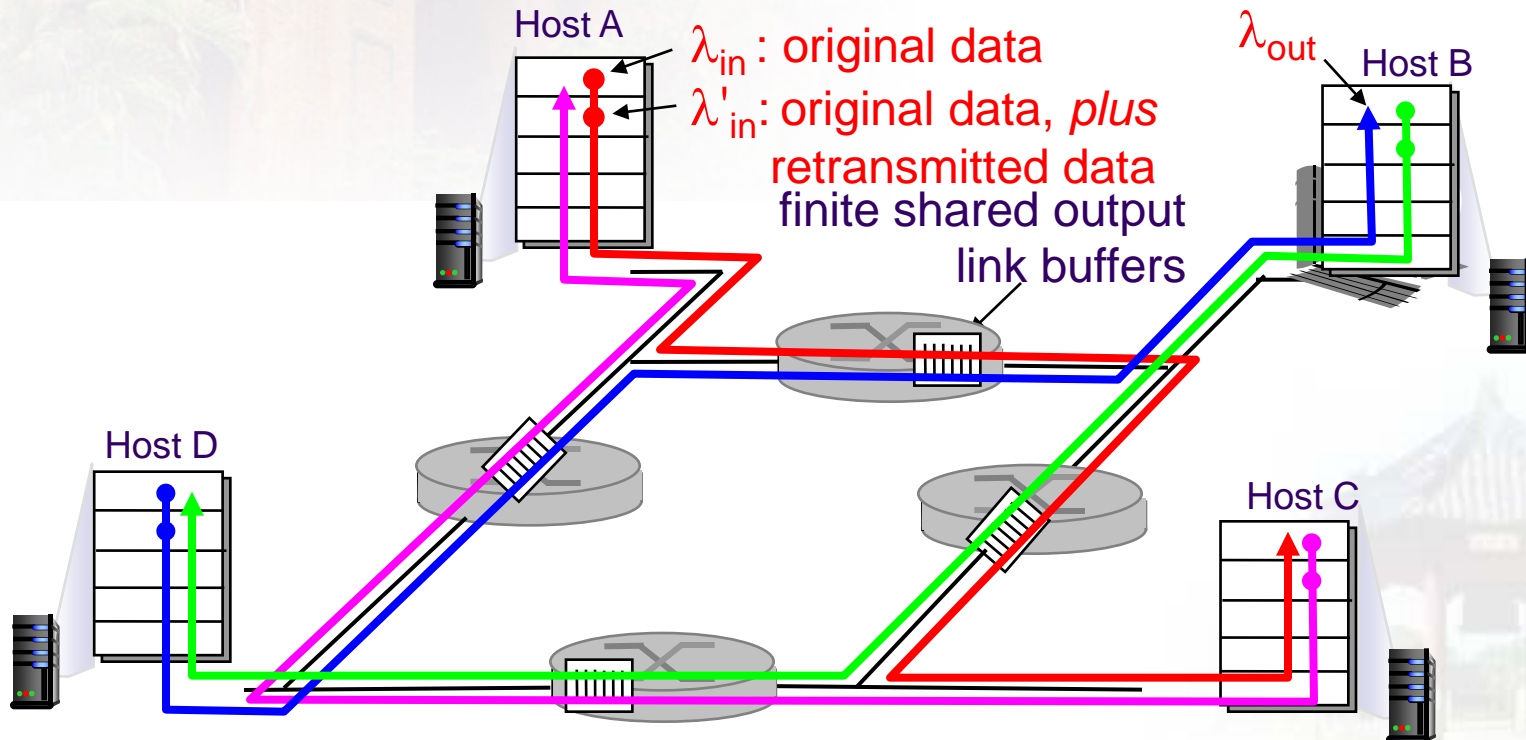 Host A
λin : original data
λ'in: original data, plus
retransmitted data
finite shared output
link buffers
λout
Host B
Host D
Host C